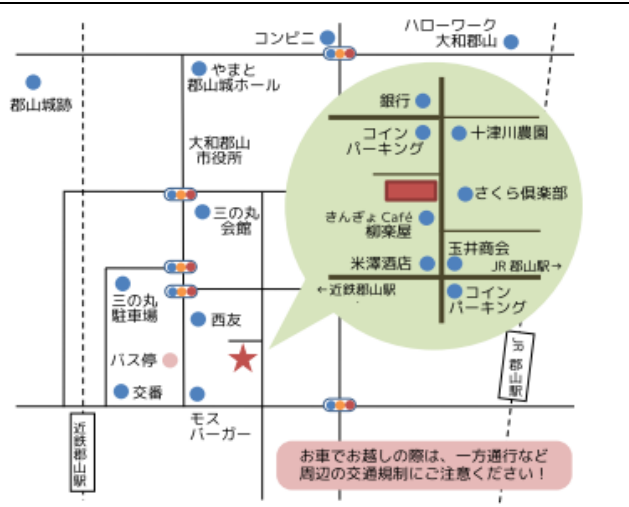 コンビニ
ハローワーク
大和郡山
郡山城跡
やまと
郡山城ホール
大和郡山
市役所
三の丸
会館
三の丸
駐車場
西友
バス停
交番
モス
バーガー
近鉄郡山駅
銀行
コイン
パーキング
十津川農園
さくら倶楽部
きんぎょ Café
柳楽屋
米澤酒店
玉井商会
JR 郡山駅→
←近鉄郡山駅
コイン
パーキング
JR 郡山駅
お車でお越しの際は、一方通行など
周辺の交通規制にご注意ください！